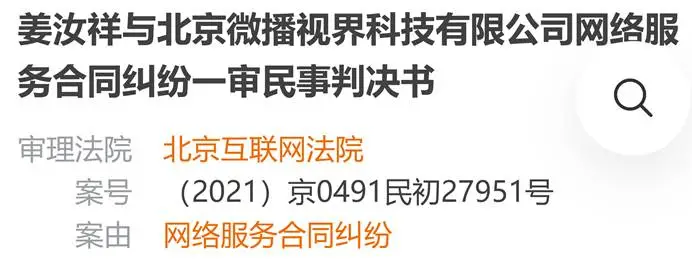 姜汝祥与北京微播视界科技有限公司网络服
务合同纠纷一审民事判决书
审理法院 北京互联网法院
案号 （2021）京0491民初27951号
案由 网络服务合同纠纷